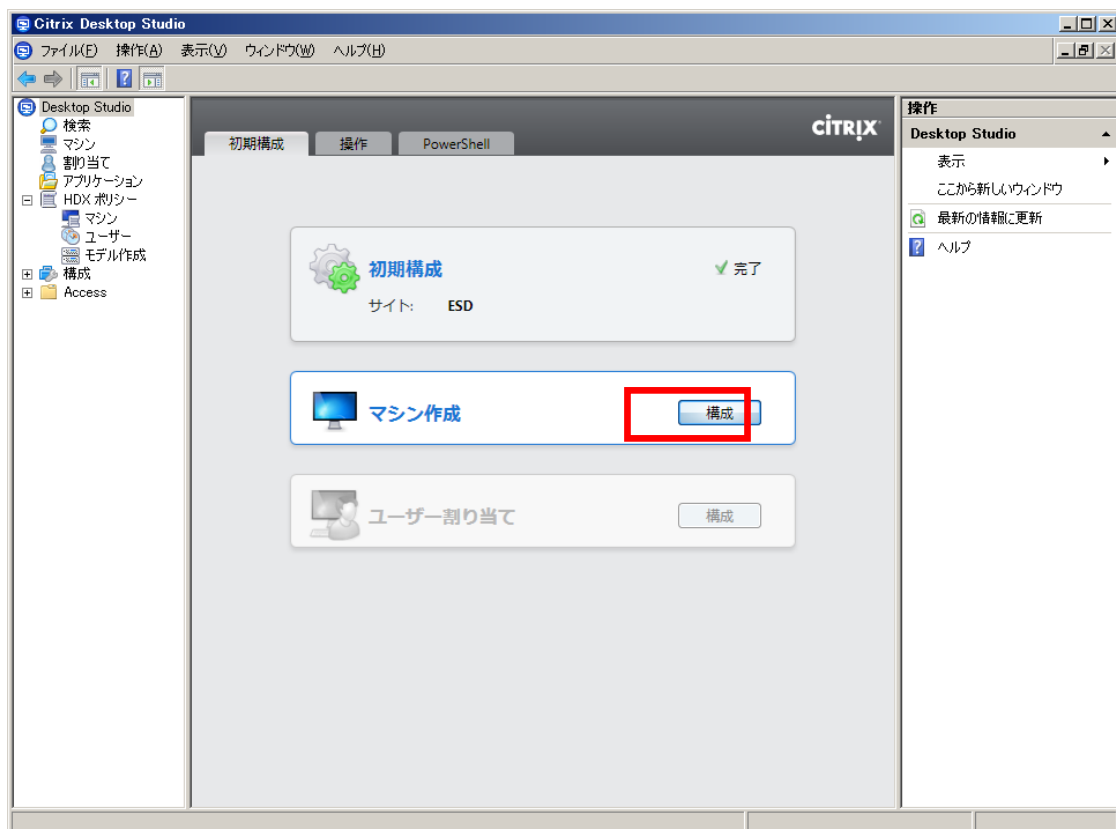 Citrix Desktop Studio
ファイル(F) 操作(A) 表示(V) ウィンドウ(W) ヘルプ(H)
Desktop Studio
検索
マシン
割り当て
アプリケーション
HDX ポリシー
マシン
ユーザー
モデル作成
構成
Access
CITRIX
初期構成 操作 PowerShell
初期構成 完了
サイト: ESD
マシン作成 構成
ユーザー割り当て 構成
操作
Desktop Studio
表示
ここから新しいウィンドウ
最新の情報に更新
ヘルプ